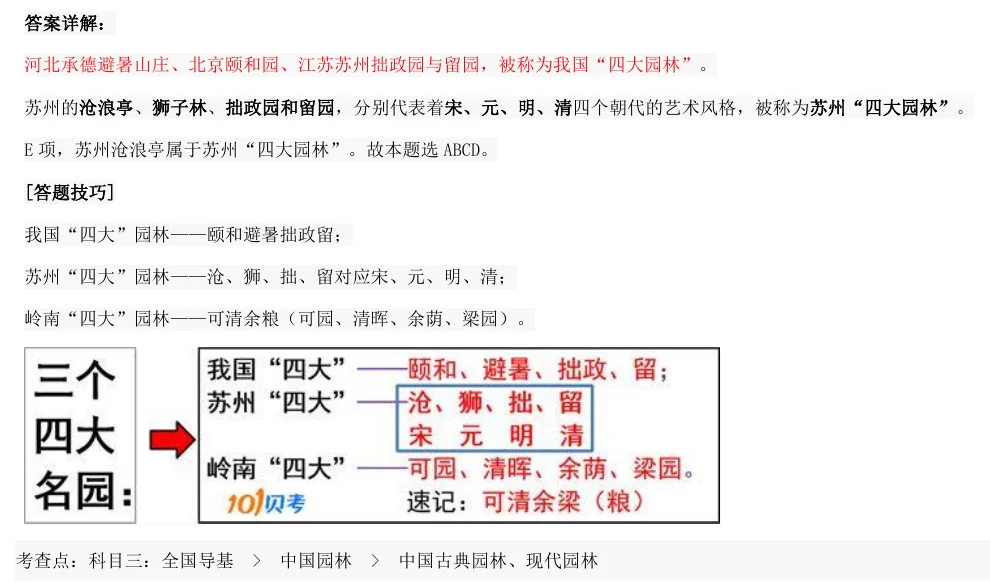 答案详解：
河北承德避暑山庄、北京颐和园、江苏苏州拙政园与留园，被称为我国“四大园林”。
苏州的沧浪亭、狮子林、拙政园和留园，分别代表着宋、元、明、清四个朝代的艺术风格，被称为苏州“四大园林”。
E 项，苏州沧浪亭属于苏州“四大园林”。故本题选 ABCD。
[答题技巧]
我国“四大”园林——颐和避暑拙政留；
苏州“四大”园林——沧、狮、拙、留对应宋、元、明、清；
岭南“四大”园林——可清余粮（可园、清晖、余荫、梁园）。
三个
四大
名园：
我国“四大”——颐和、避暑、拙政、留；
苏州“四大”——沧、狮、拙、留
宋 元 明 清
岭南“四大”——可园、清晖、余荫、梁园。
101贝考 速记：可清余梁（粮）
考查点：科目三：全国导基 > 中国园林 > 中国古典园林、现代园林